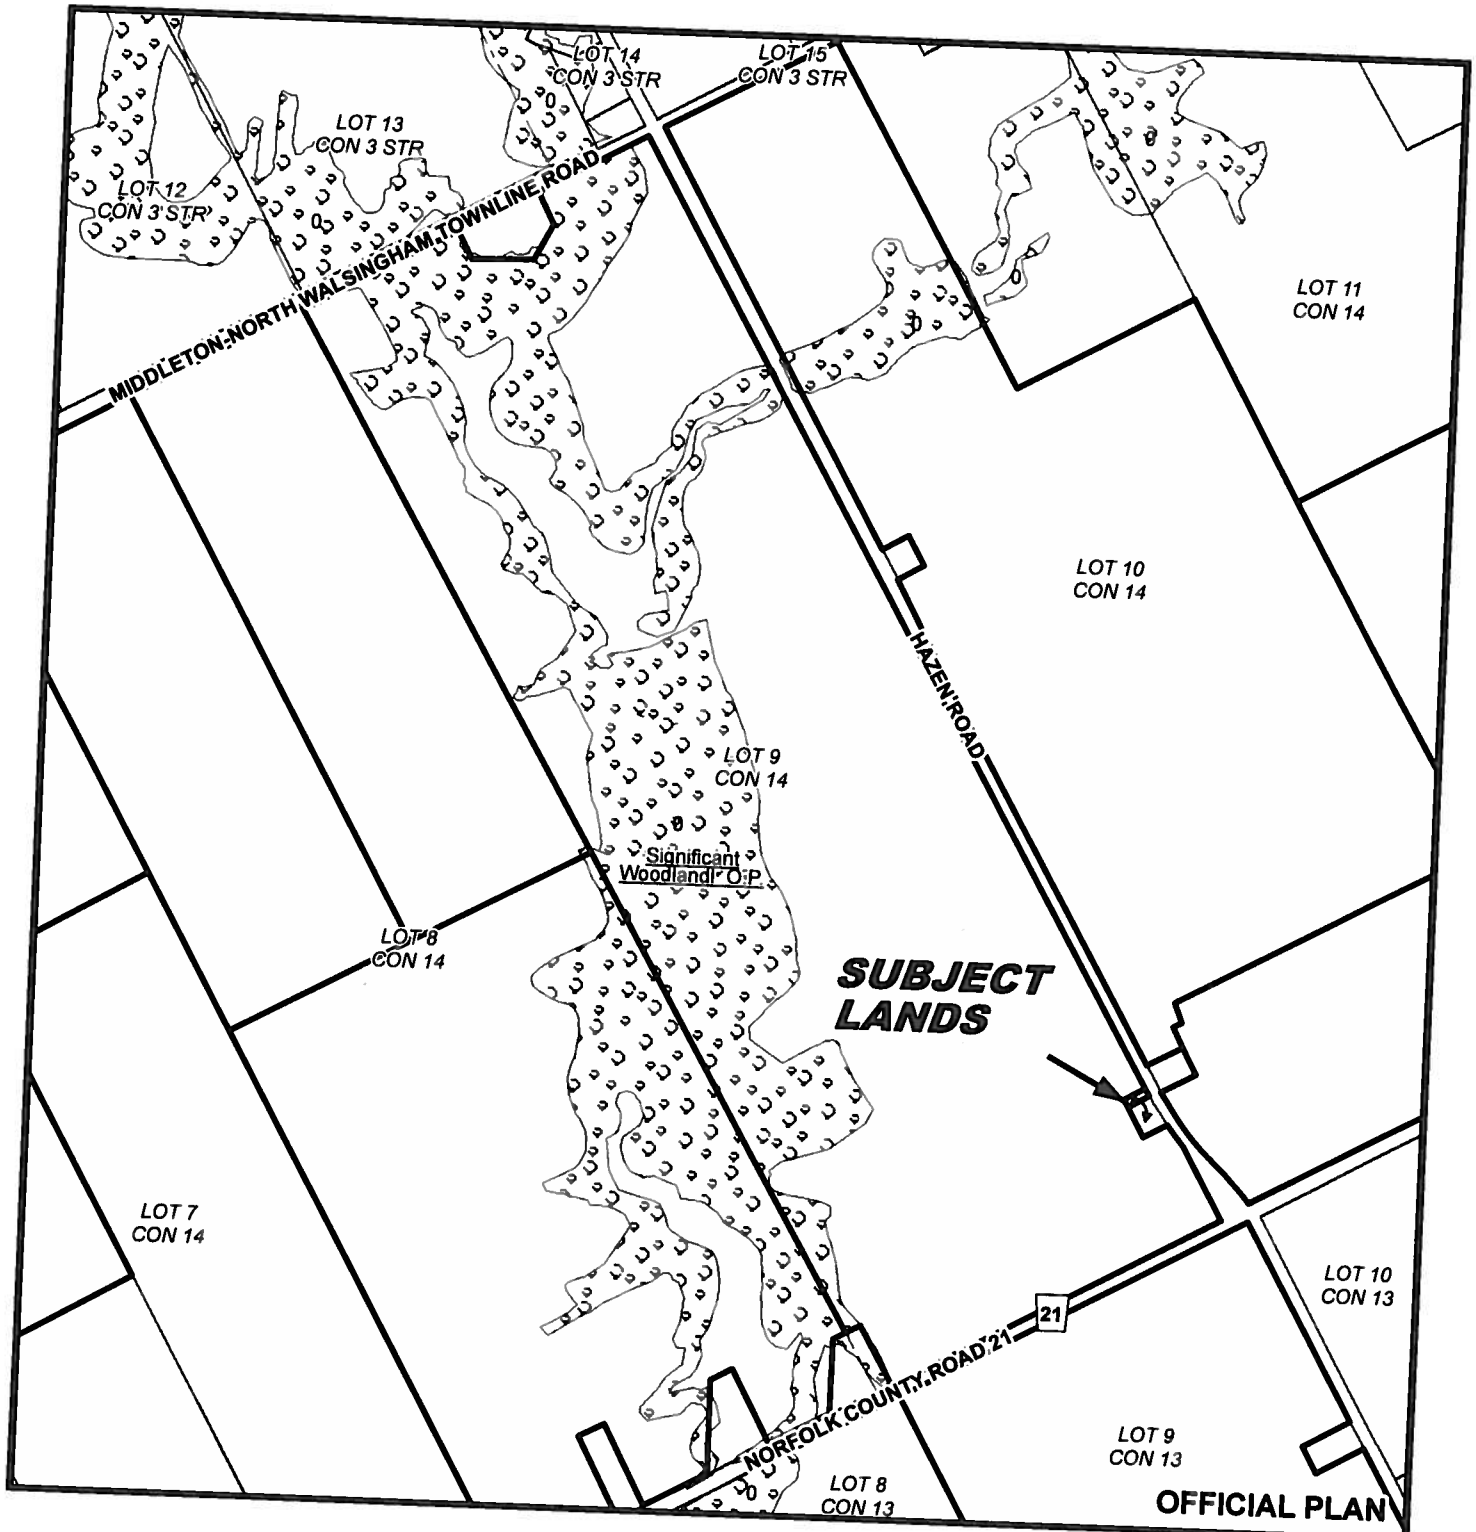 LOT 14
CON 3 STR
LOT 15
CON 3 STR
LOT 13
CON 3 STR
LOT 12
CON 3 STR
MIDDLETON-NORTH WALSINGHAM TOWNLINE ROAD
LOT 11
CON 14
LOT 10
CON 14
HAZEN ROAD
LOT 9
CON 14
Significant
Woodland O.P.
LOT 8
CON 14
SUBJECT
LANDS
LOT 7
CON 14
LOT 10
CON 13
21
NORFOLK COUNTY ROAD 21
LOT 9
CON 13
LOT 8
CON 13
OFFICIAL PLAN